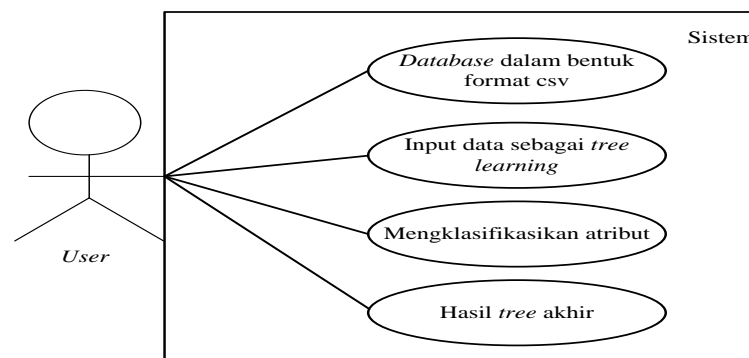 Sistem
Database dalam bentuk
format csv
Input data sebagai tree
learning
Mengklasifikasikan atribut
User
Hasil tree akhir